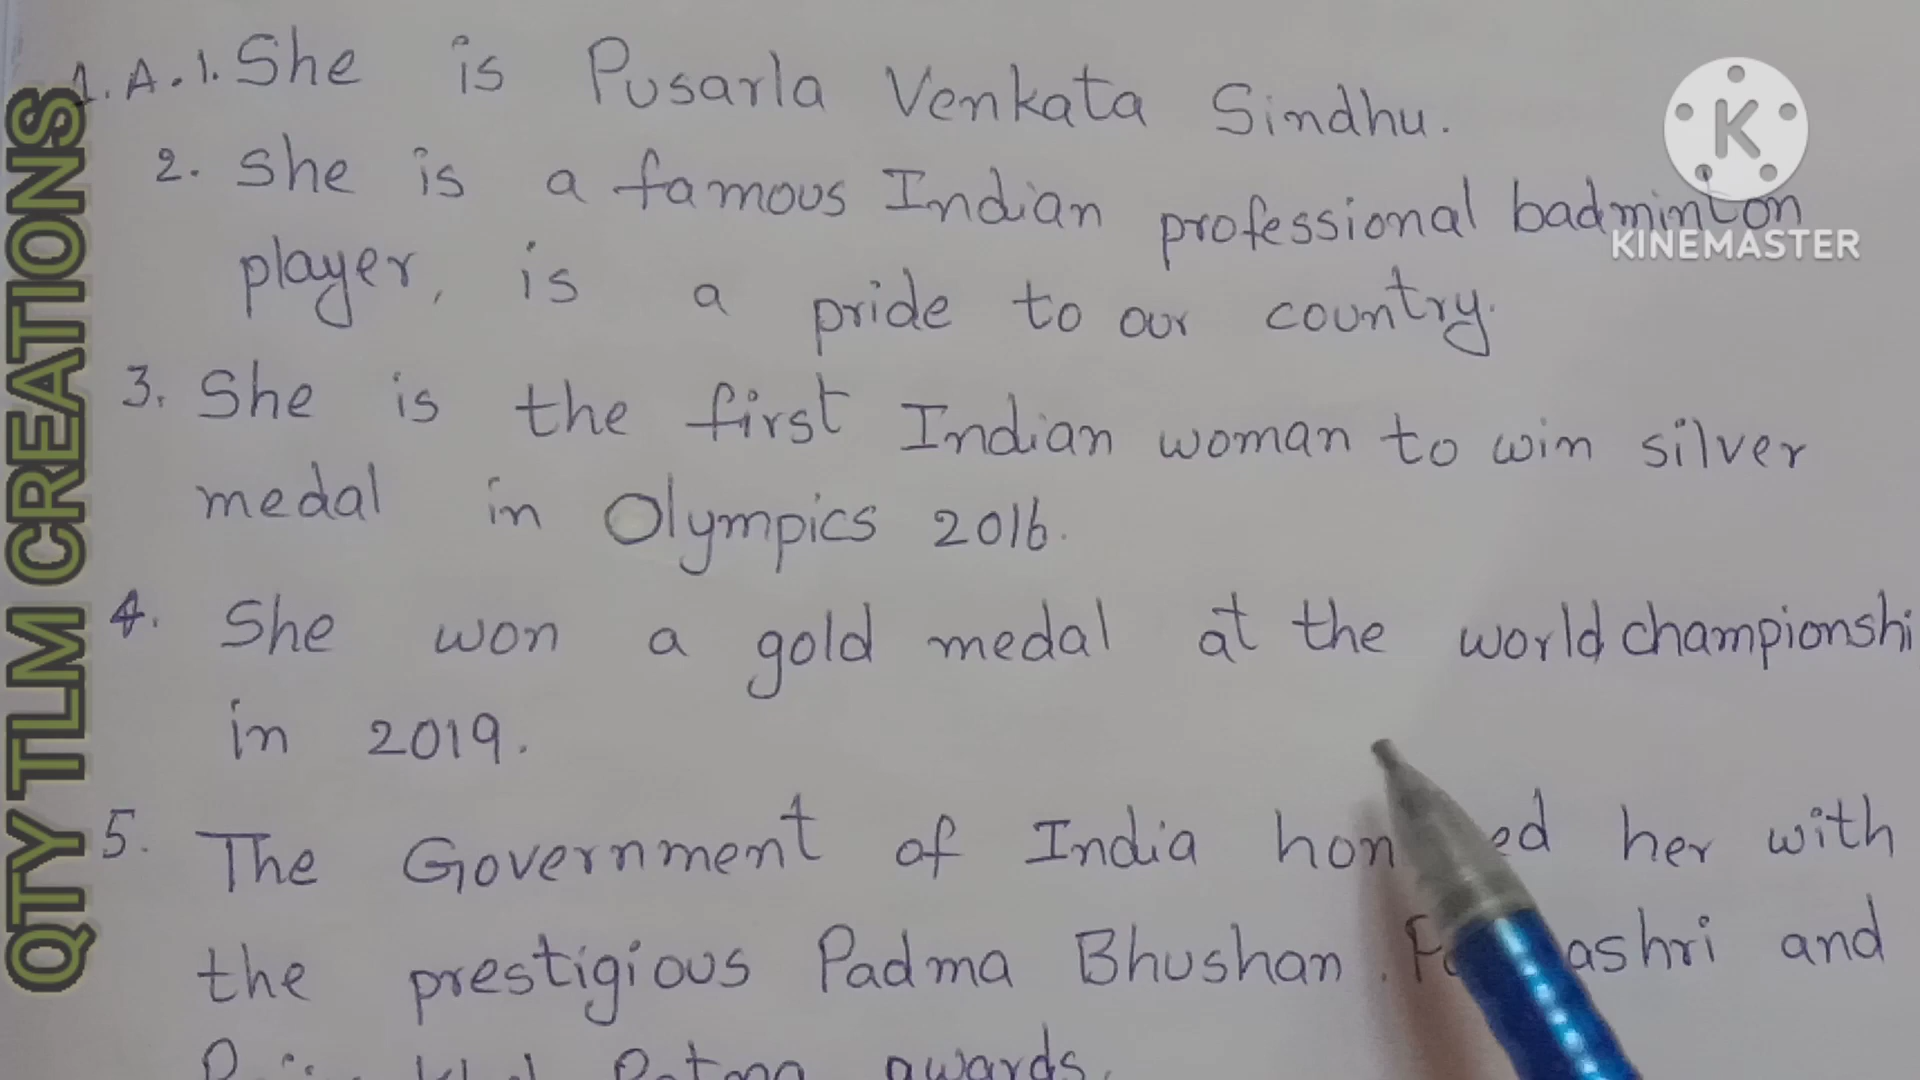 1. A. 1. She is Pusarla Venkata Sindhu.
2. She is a famous Indian professional badminton
player, is a pride to our country.
3. She is the first Indian woman to win silver
medal in Olympics 2016.
4. She won a gold medal at the world championshi
in 2019.
5. The Government of India hon ed her with
the prestigious Padma Bhushan. ashri and
awards.
QTY TLM CREATIONS
K
KINEMASTER